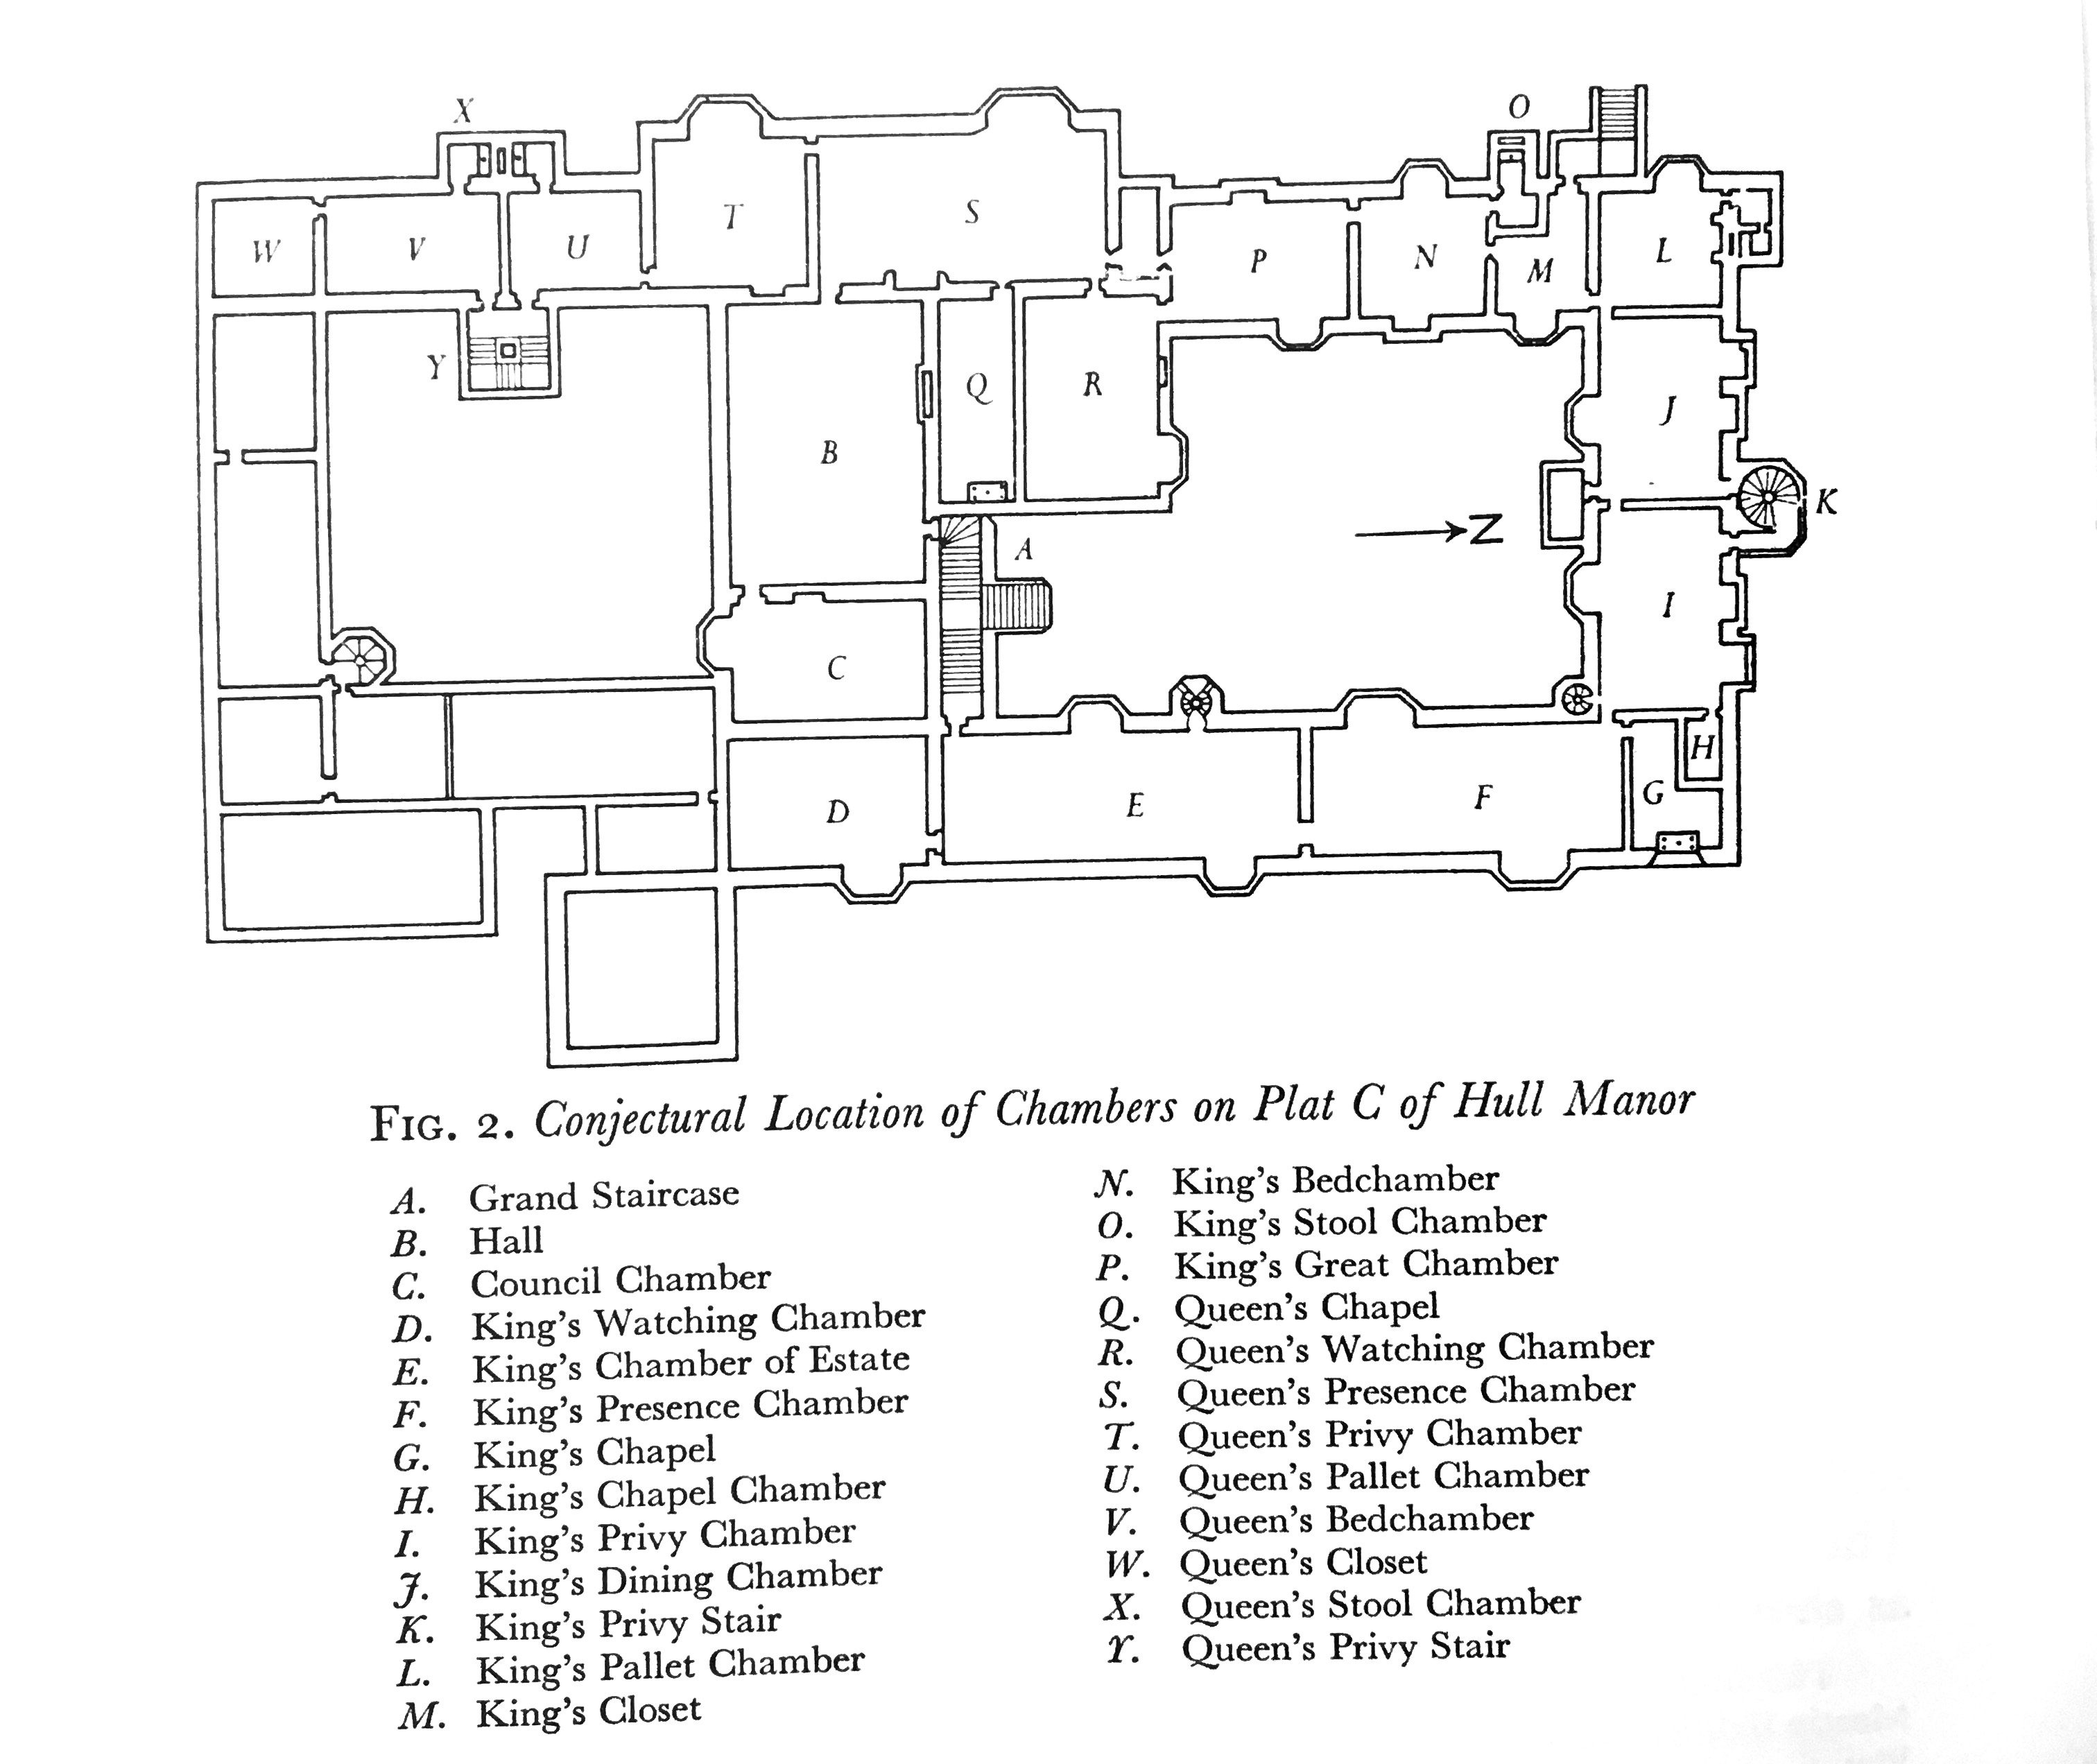 X
O
W
V
U
T
S
P
N
M
L
Y
B
Q
R
J
K
A
Z
C
I
D
E
F
G
H
FIG. 2. Conjectural Location of Chambers on Plat C of Hull Manor
A. Grand Staircase
B. Hall
C. Council Chamber
D. King's Watching Chamber
E. King's Chamber of Estate
F. King's Presence Chamber
G. King's Chapel
H. King's Chapel Chamber
I. King's Privy Chamber
J. King's Dining Chamber
K. King's Privy Stair
L. King's Pallet Chamber
M. King's Closet
N. King's Bedchamber
O. King's Stool Chamber
P. King's Great Chamber
Q. Queen's Chapel
R. Queen's Watching Chamber
S. Queen's Presence Chamber
T. Queen's Privy Chamber
U. Queen's Pallet Chamber
V. Queen's Bedchamber
W. Queen's Closet
X. Queen's Stool Chamber
Y. Queen's Privy Stair